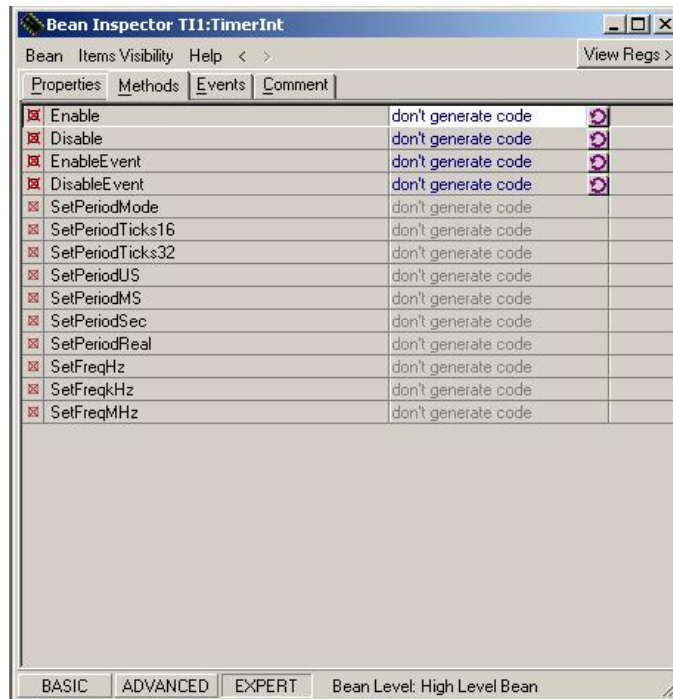 Bean Inspector TI1:TimerInt
Bean Items Visibility Help < > View Regs >
Properties Methods Events Comment
Enable don't generate code
Disable don't generate code
EnableEvent don't generate code
DisableEvent don't generate code
SetPeriodMode don't generate code
SetPeriodTicks16 don't generate code
SetPeriodTicks32 don't generate code
SetPeriodUS don't generate code
SetPeriodMS don't generate code
SetPeriodSec don't generate code
SetPeriodReal don't generate code
SetFreqHz don't generate code
SetFreqkHz don't generate code
SetFreqMHz don't generate code
BASIC ADVANCED EXPERT Bean Level: High Level Bean